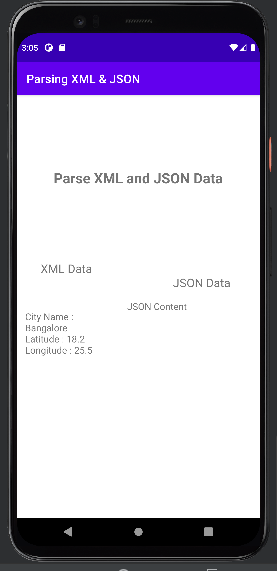 3:05
Parsing XML & JSON
Parse XML and JSON Data
XML Data
JSON Data
JSON Content
City Name :
Bangalore
Latitude : 18.2
Longitude : 25.5